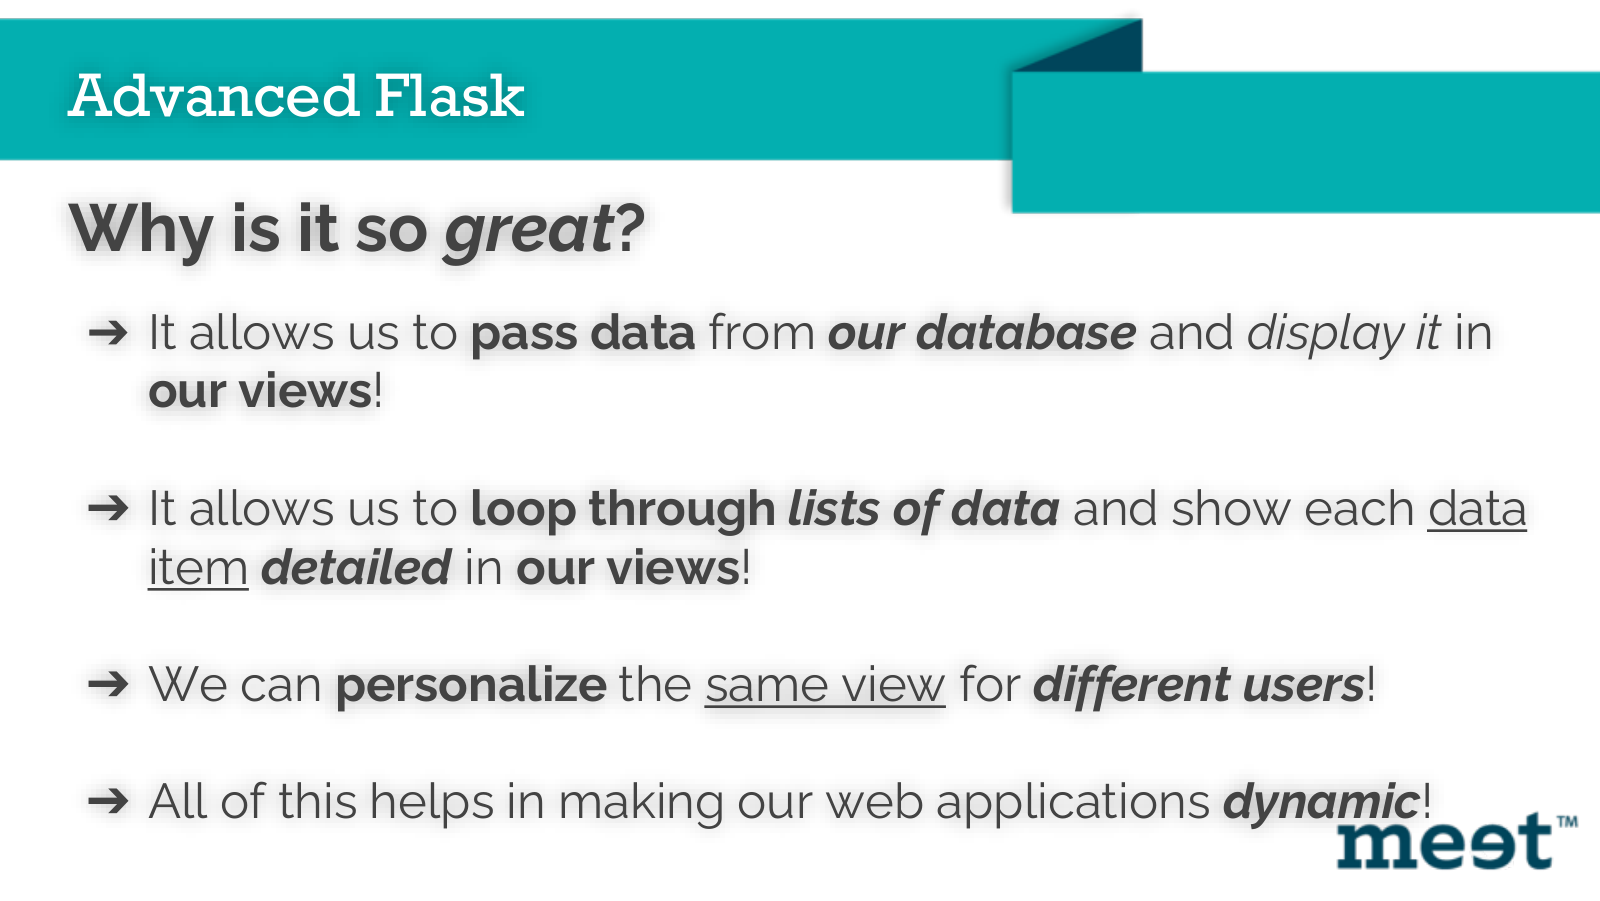 Advanced Flask
Why is it so great?
➔ It allows us to pass data from our database and display it in
our views!
➔ It allows us to loop through lists of data and show each data
item detailed in our views!
➔ We can personalize the same view for different users!
➔ All of this helps in making our web applications dynamic!
meet™